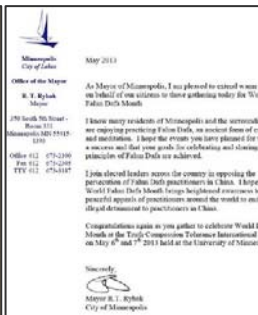 Minneapolis
City of Lakes
Office of the Mayor
R. T. Rybak
Mayor
350 South 5th Street -
Room 331
Minneapolis MN 55415-
Office 612 673-2100
Fax 612 673-2305
TTY 612 673-3187
May 2013
As Mayor of Minneapolis, I am pleased to extend warm
on behalf of our citizens to those gathering today for W
Falun Dafa Month
I know many residents of Minneapolis and the surrounding
are enjoying practicing Falun Dafa, an ancient form of
and meditation. I hope the events you have planned for
a success and that your goals for celebrating and sharing
principles of Falun Dafa are achieved.
I join elected leaders across the country in opposing the
persecution of Falun Dafa practitioners in China. I hope
World Falun Dafa Month brings heightened awareness
peaceful appeals of practitioners around the world to end
illegal detainment to practitioners in China.
Congratulations again as you gather to celebrate World
Month at the Truth Compassion Tolerance International
on May 6th and 7th 2013 held at the University of Minne
Sincerely,
Mayor R.T. Rybak
City of Minneapolis